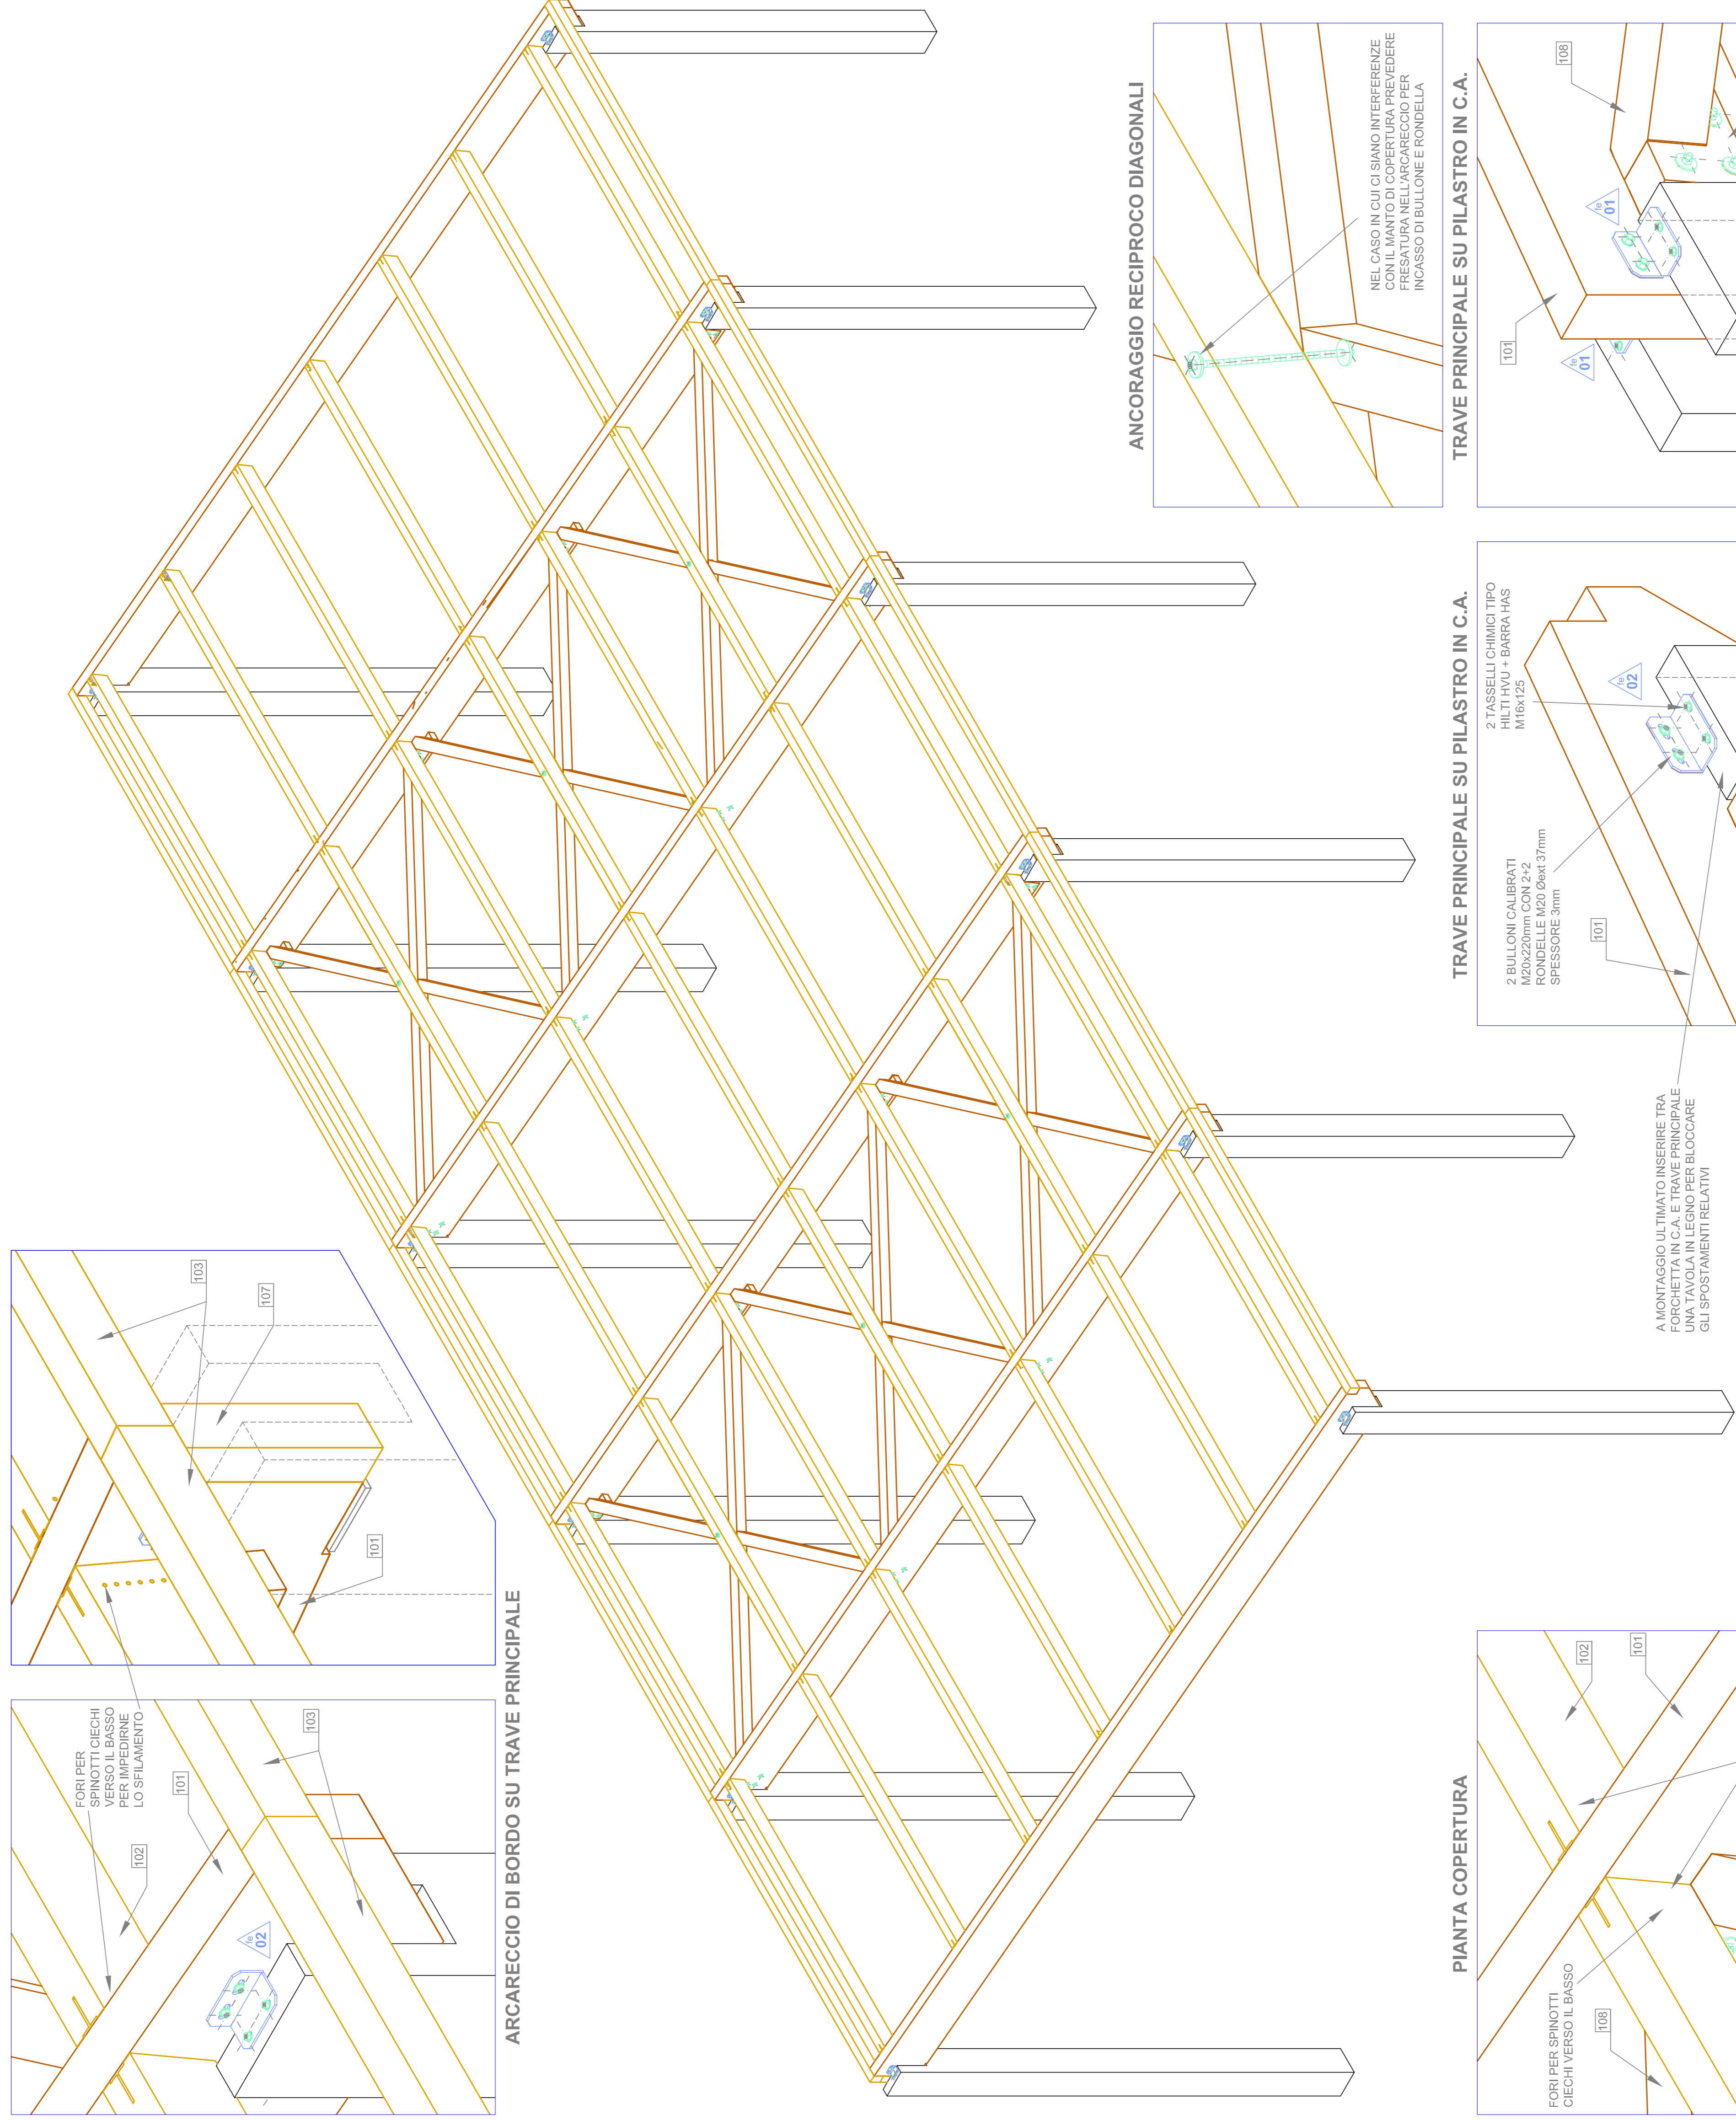 FORI PER
SPINOTTI CIECHI
VERSO IL BASSO
PER IMPEDIRNE
LO SFILAMENTO
102
101
103
fe
02
103
107
101
ARCARECCIO DI BORDO SU TRAVE PRINCIPALE
ANCORAGGIO RECIPROCO DIAGONALI
NEL CASO IN CUI CI SIANO INTERFERENZE
CON IL MANTO DI COPERTURA PREVEDERE
FRESATURA NELL'ARCARECCIO PER
INCASSO DI BULLONE E RONDELLA
PIANTA COPERTURA
FORI PER SPINOTTI
CIECHI VERSO IL BASSO
108
102
101
A MONTAGGIO ULTIMATO INSERIRE TRA
FORCHETTA IN C.A. E TRAVE PRINCIPALE
UNA TAVOLA IN LEGNO PER BLOCCARE
GLI SPOSTAMENTI RELATIVI
TRAVE PRINCIPALE SU PILASTRO IN C.A.
2 BULLONI CALIBRATI
M20x220mm CON 2+2
RONDELLE M20 Øext 37mm
SPESSORE 3mm
101
2 TASSELLI CHIMICI TIPO
HILTI HVU + BARRA HAS
M16x125
fe
02
TRAVE PRINCIPALE SU PILASTRO IN C.A.
101
fe
01
fe
01
108